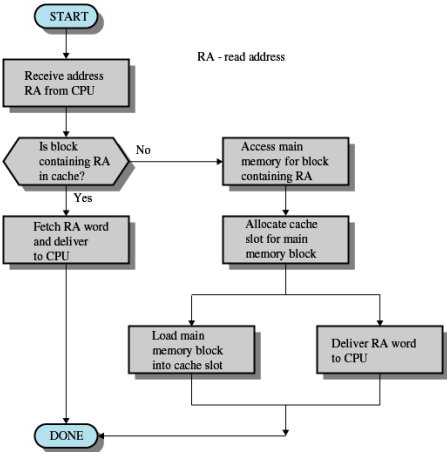 START
RA - read address
Receive address
RA from CPU
Is block
containing RA
in cache?
No
Access main
memory for block
containing RA
Yes
Fetch RA word
and deliver
to CPU
Allocate cache
slot for main
memory block
Load main
memory block
into cache slot
Deliver RA word
to CPU
DONE